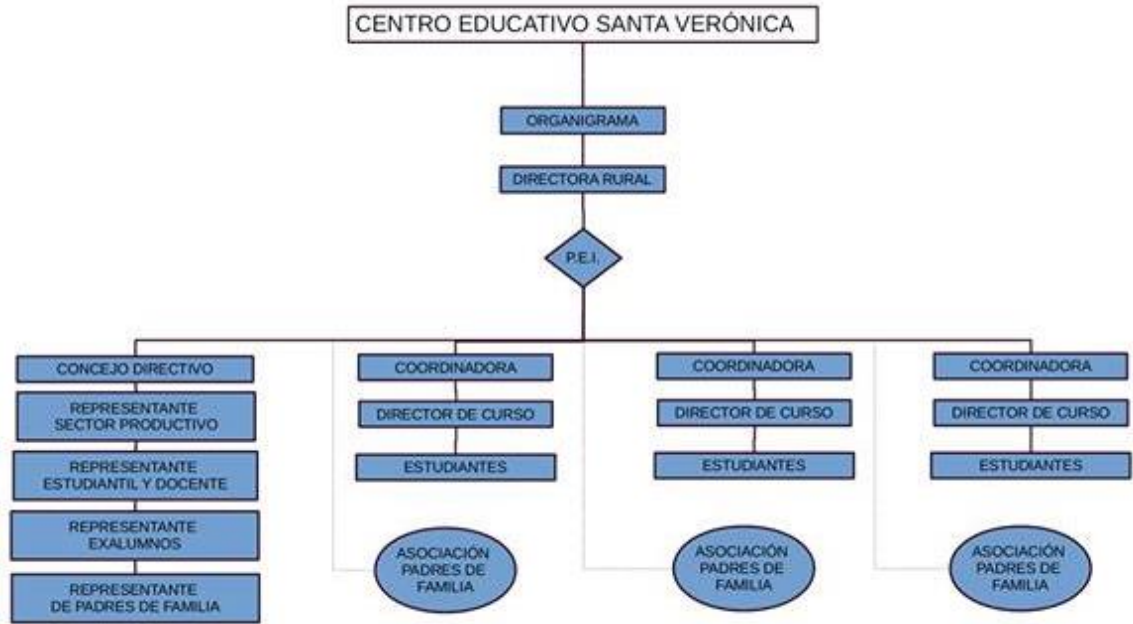 CENTRO EDUCATIVO SANTA VERÓNICA
ORGANIGRAMA
DIRECTORA RURAL
P.E.I.
CONCEJO DIRECTIVO
REPRESENTANTE
SECTOR PRODUCTIVO
REPRESENTANTE
ESTUDIANTIL Y DOCENTE
REPRESENTANTE
EXALUMNOS
REPRESENTANTE
DE PADRES DE FAMILIA
COORDINADORA
DIRECTOR DE CURSO
ESTUDIANTES
ASOCIACIÓN
PADRES DE
FAMILIA
COORDINADORA
DIRECTOR DE CURSO
ESTUDIANTES
ASOCIACIÓN
PADRES DE
FAMILIA
COORDINADORA
DIRECTOR DE CURSO
ESTUDIANTES
ASOCIACIÓN
PADRES DE
FAMILIA